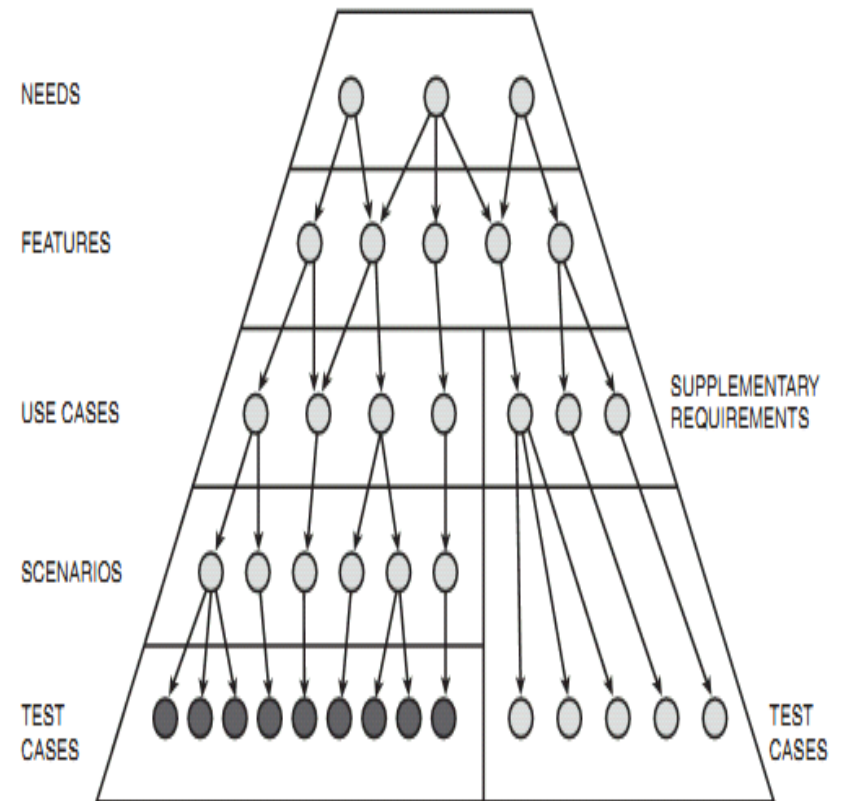 NEEDS
FEATURES
USE CASES
SUPPLEMENTARY
REQUIREMENTS
SCENARIOS
TEST
CASES
TEST
CASES